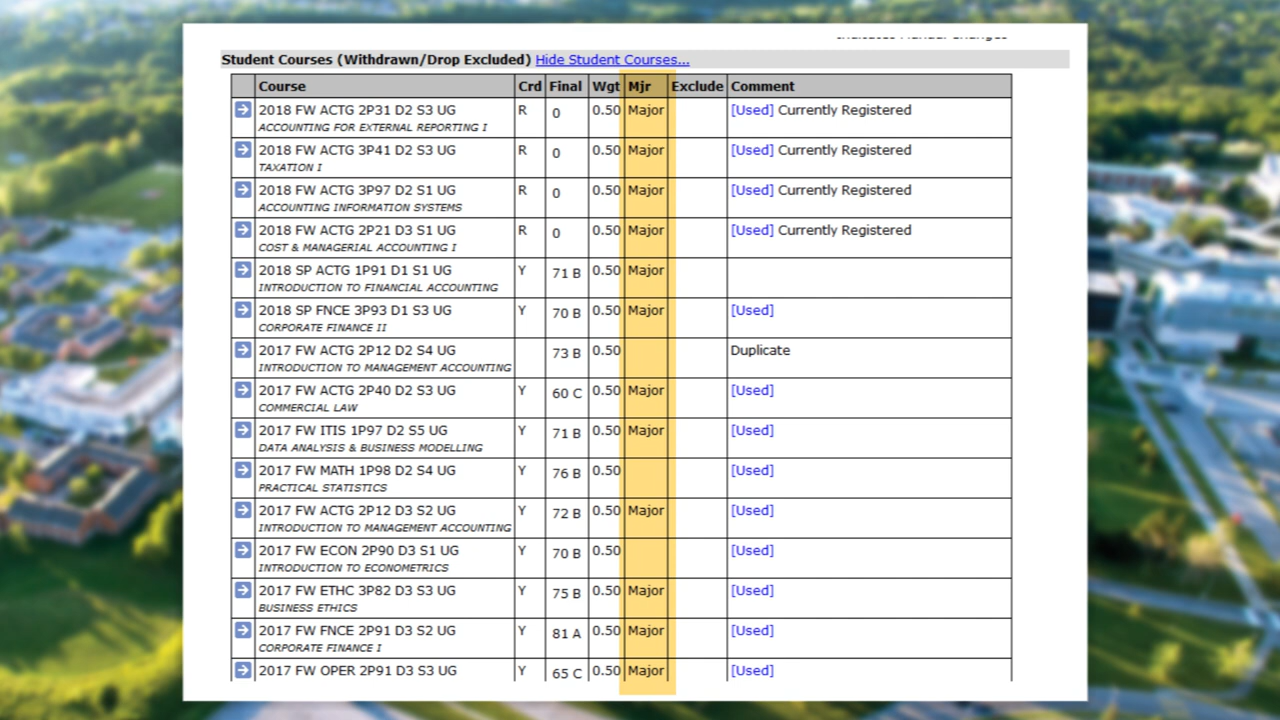 Student Courses (Withdrawn/Drop Excluded) Hide Student Courses...
Course Crd Final Wgt Mjr Exclude Comment
2018 FW ACTG 2P31 D2 S3 UG R 0 0.50 Major [Used] Currently Registered
ACCOUNTING FOR EXTERNAL REPORTING I
2018 FW ACTG 3P41 D2 S3 UG R 0 0.50 Major [Used] Currently Registered
TAXATION I
2018 FW ACTG 3P97 D2 S1 UG R 0 0.50 Major [Used] Currently Registered
ACCOUNTING INFORMATION SYSTEMS
2018 FW ACTG 2P21 D3 S1 UG R 0 0.50 Major [Used] Currently Registered
COST & MANAGERIAL ACCOUNTING I
2018 SP ACTG 1P91 D1 S1 UG Y 71 B 0.50 Major
INTRODUCTION TO FINANCIAL ACCOUNTING
2018 SP FNCE 3P93 D1 S3 UG Y 70 B 0.50 Major [Used]
CORPORATE FINANCE II
2017 FW ACTG 2P12 D2 S4 UG 73 B 0.50 Duplicate
INTRODUCTION TO MANAGEMENT ACCOUNTING
2017 FW ACTG 2P40 D2 S3 UG Y 60 C 0.50 Major [Used]
COMMERCIAL LAW
2017 FW ITIS 1P97 D2 S5 UG Y 71 B 0.50 Major [Used]
DATA ANALYSIS & BUSINESS MODELLING
2017 FW MATH 1P98 D2 S4 UG Y 76 B 0.50 [Used]
PRACTICAL STATISTICS
2017 FW ACTG 2P12 D3 S2 UG Y 72 B 0.50 Major [Used]
INTRODUCTION TO MANAGEMENT ACCOUNTING
2017 FW ECON 2P90 D3 S1 UG Y 70 B 0.50 [Used]
INTRODUCTION TO ECONOMETRICS
2017 FW ETHC 3P82 D3 S3 UG Y 75 B 0.50 Major [Used]
BUSINESS ETHICS
2017 FW FNCE 2P91 D3 S2 UG Y 81 A 0.50 Major [Used]
CORPORATE FINANCE I
2017 FW OPER 2P91 D3 S3 UG Y 65 C 0.50 Major [Used]